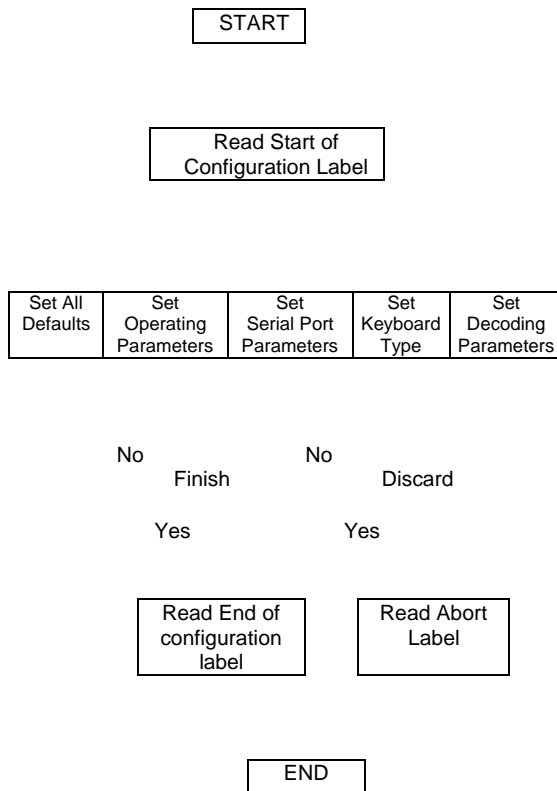 START
Read Start of
Configuration Label
Set All
Defaults
Set
Operating
Parameters
Set
Serial Port
Parameters
Set
Keyboard
Type
Set
Decoding
Parameters
No
Finish
Yes
No
Discard
Yes
Read End of
configuration
label
Read Abort
Label
END